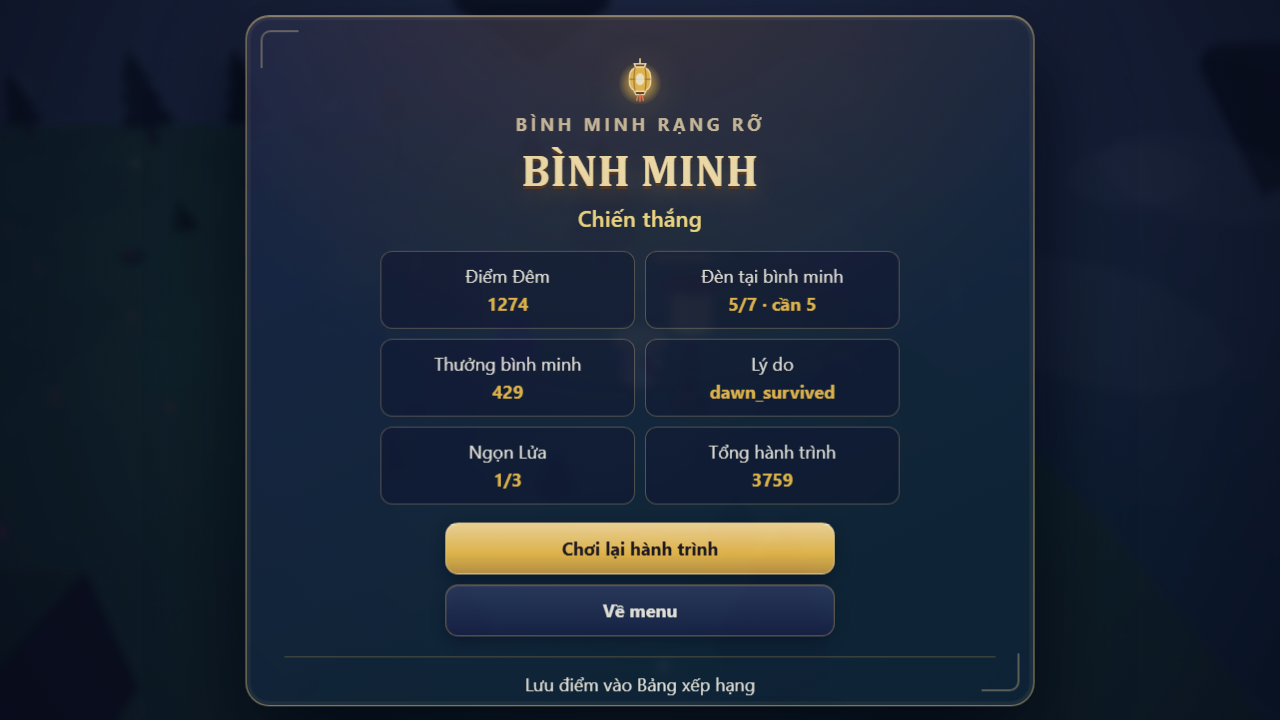 BÌNH MINH RẠNG RỠ
BÌNH MINH
Chiến thắng
Điểm Đêm
1274
Đèn tại bình minh
5/7 · cần 5
Thưởng bình minh
429
Lý do
dawn_survived
Ngọn Lửa
1/3
Tổng hành trình
3759
Chơi lại hành trình
Về menu
Lưu điểm vào Bảng xếp hạng